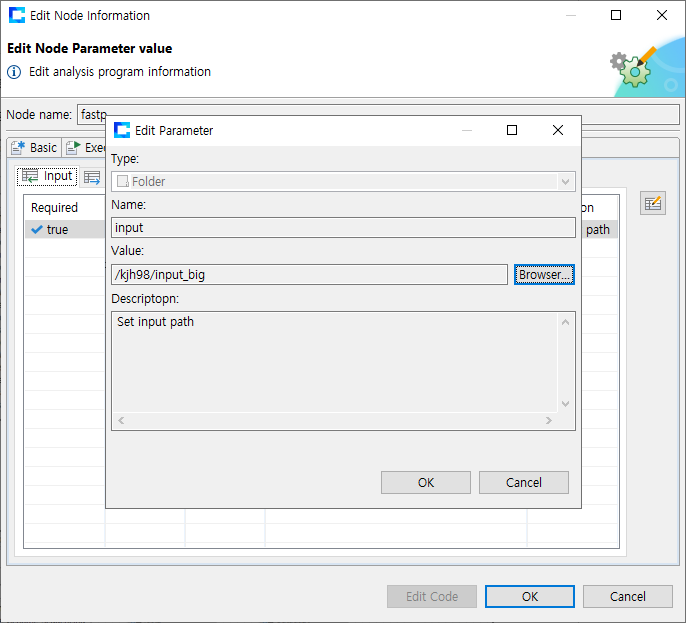 Edit Node Information
Edit Node Parameter value
Edit analysis program information
Node name: fastp
Basic
Input
Required
true
path
Edit Parameter
Type:
Folder
Name:
input
Value:
/kjh98/input_big
Browser...
Descriptopn:
Set input path
OK
Cancel
Edit Code
OK
Cancel